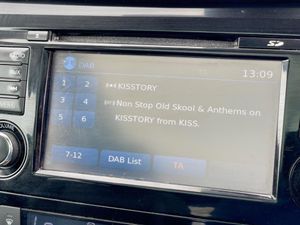 SD
DAB 13:09
1 2
3 4
5 6
KISSTORY
Non Stop Old Skool & Anthems on
KISSTORY from KISS.
7-12 DAB List TA
VOLUME